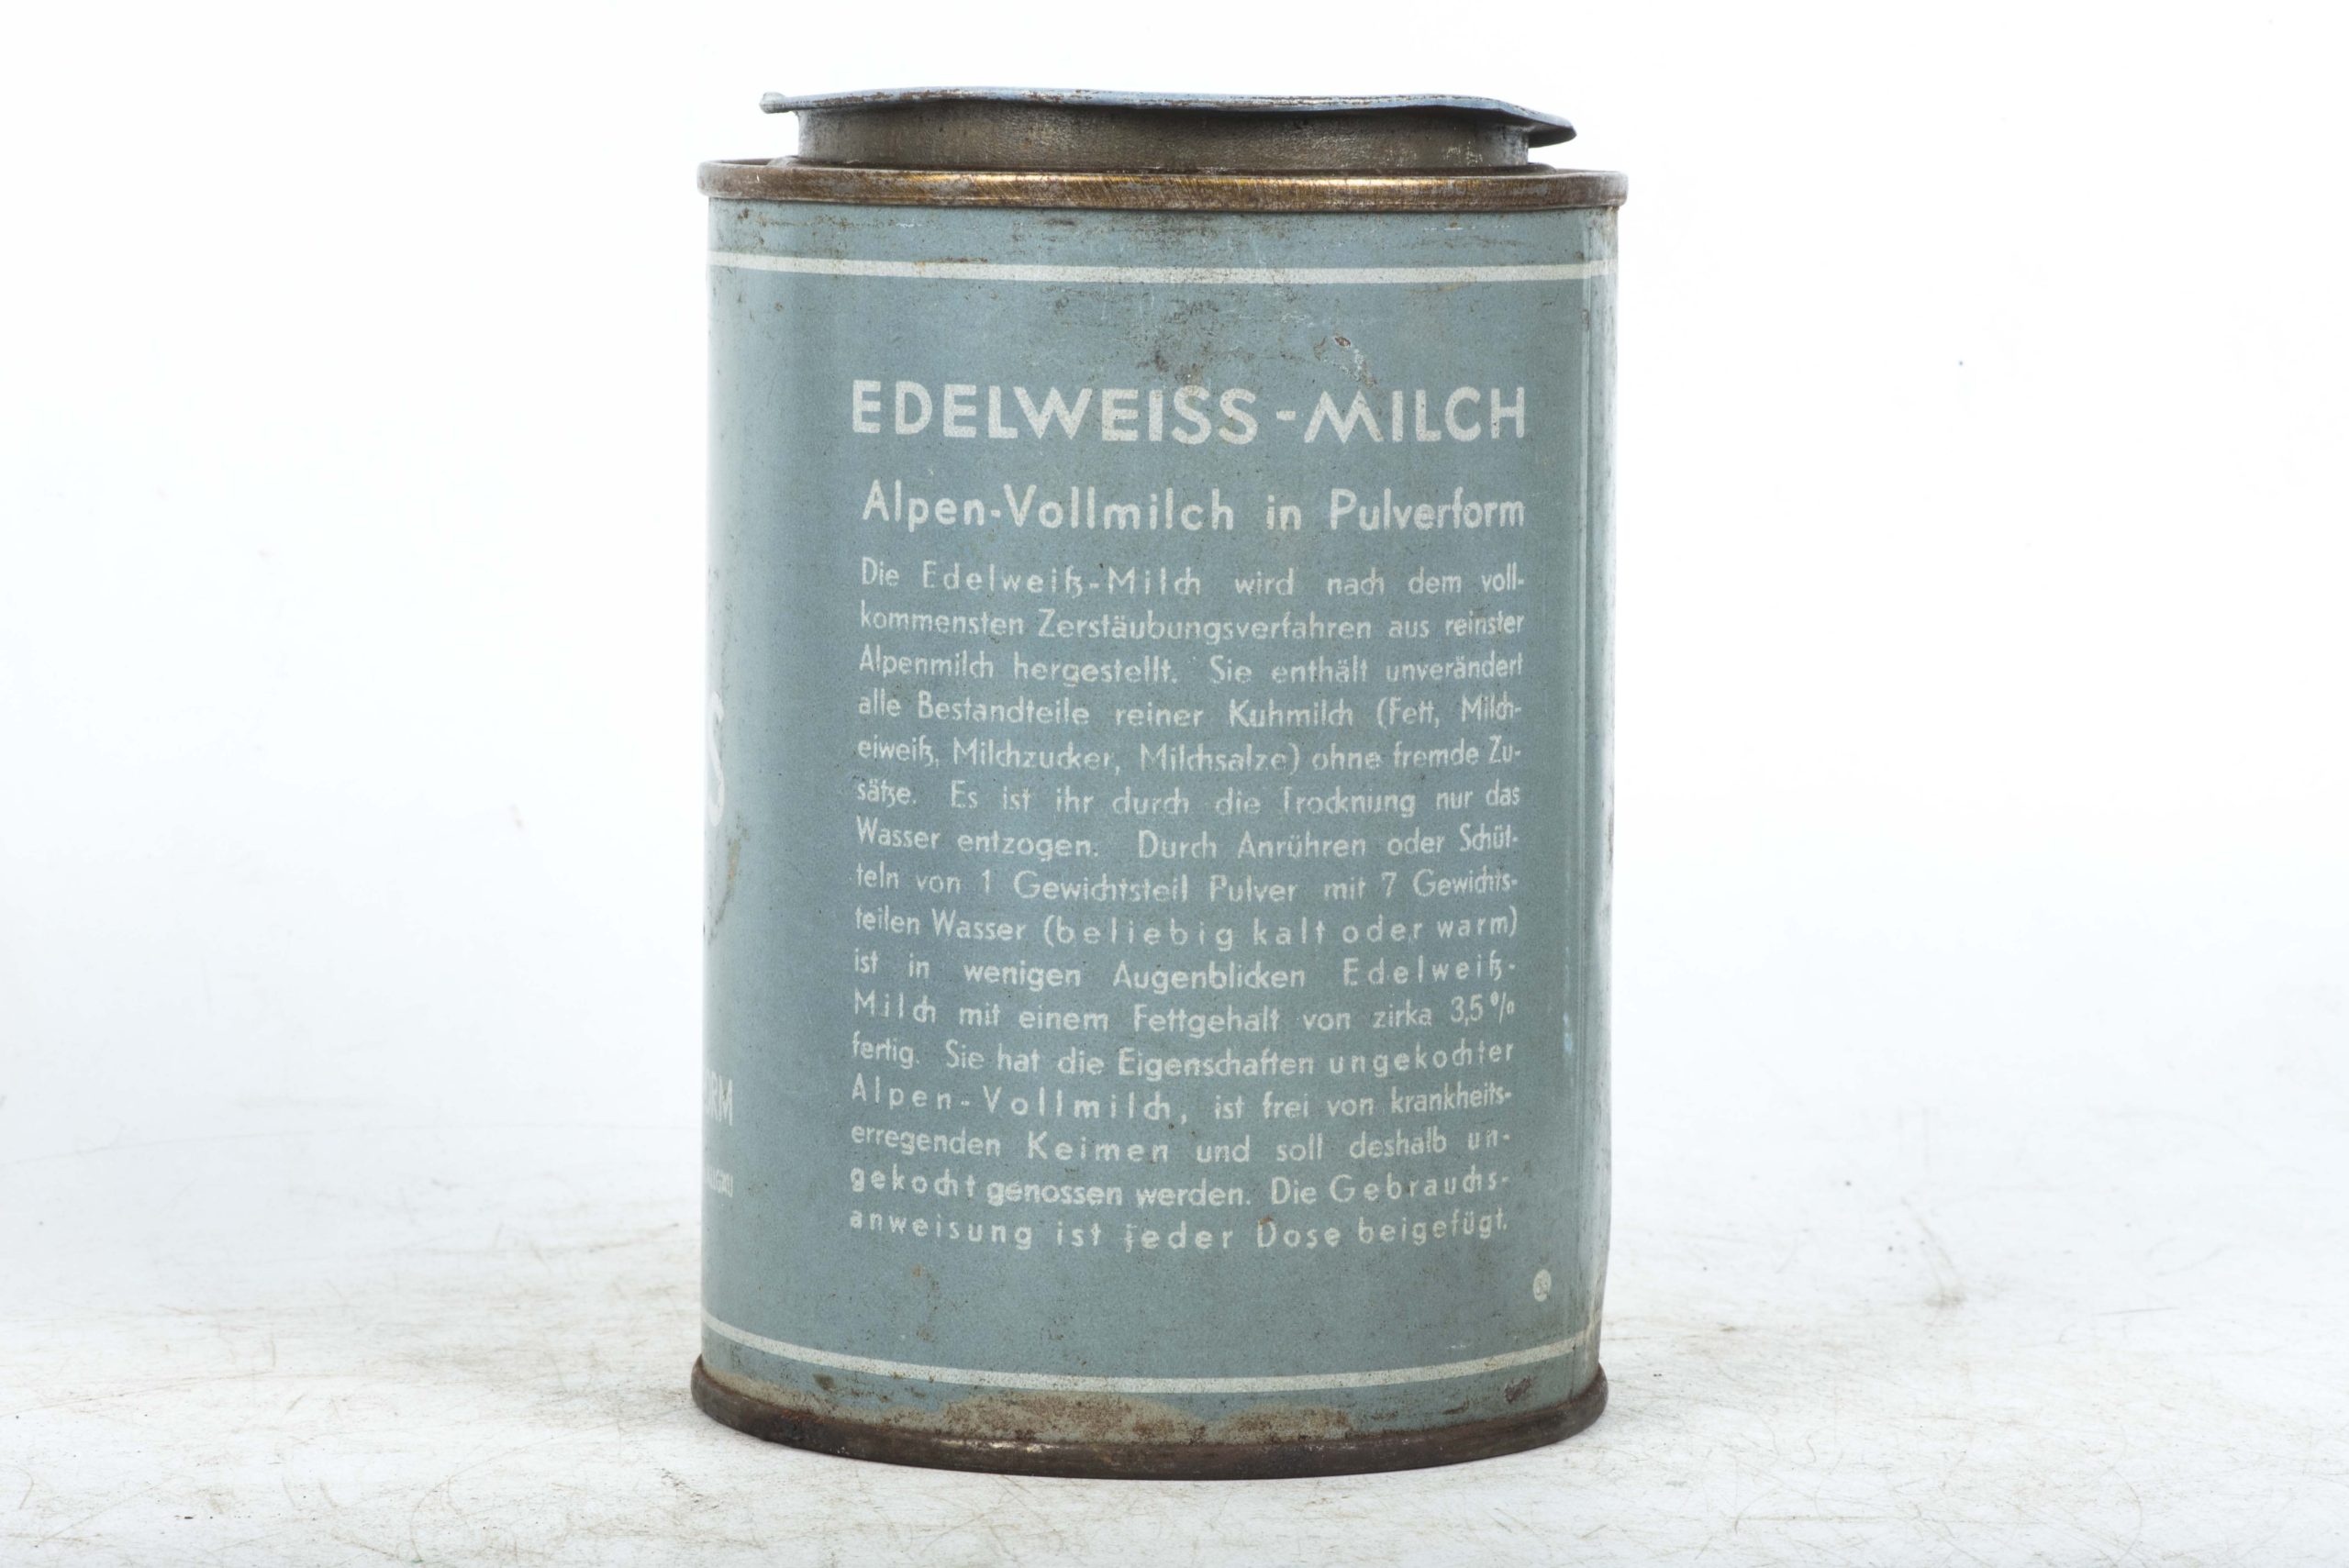 EDELWEISS-MILCH
Alpen-Vollmilch in Pulverform
Die Edelweiß-Milch wird nach dem voll-
kommensten Zerstäubungsverfahren aus reinster
Alpenmilch hergestellt. Sie enthält unverändert
alle Bestandteile reiner Kuhmilch (Fett, Milch-
eiweiß, Milchzucker, Milchsalze) ohne fremde Zu-
sätze. Es ist ihr durch die Trocknung nur das
Wasser entzogen. Durch Anrühren oder Schüt-
teln von 1 Gewichtsteil Pulver mit 7 Gewichts-
teilen Wasser (beliebig kalt oder warm)
ist in wenigen Augenblicken Edelweiß-
Milch mit einem Fettgehalt von zirka 3,5%
fertig. Sie hat die Eigenschaften ungekochter
Alpen-Vollmilch, ist frei von krankheits-
erregenden Keimen und soll deshalb un-
gekocht genossen werden. Die Gebrauchs-
anweisung ist jeder Dose beigefügt.
S
ORM